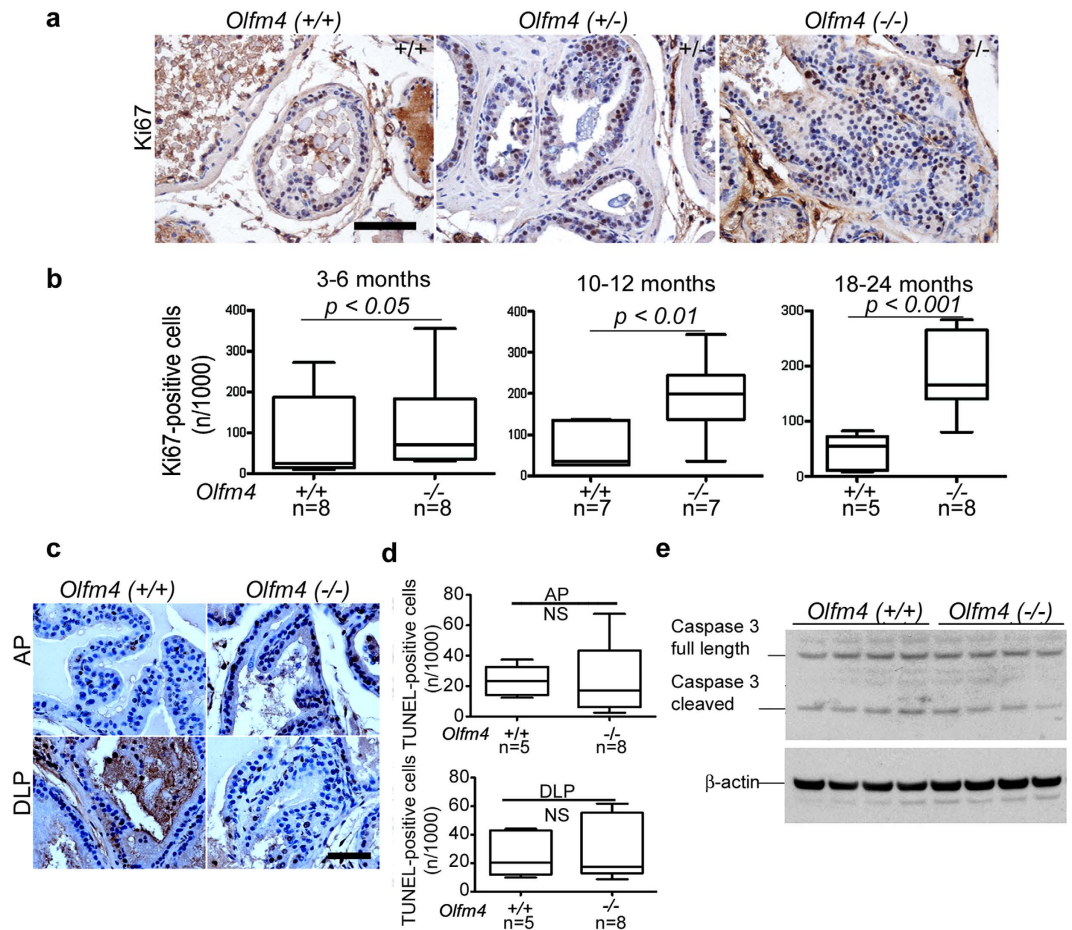 a
Olfm4 (+/+)
Olfm4 (+/-)
Olfm4 (-/-)
Ki67
+/+
+/-
-/-
b
3-6 months
10-12 months
18-24 months
p < 0.05
p < 0.01
p < 0.001
Ki67-positive cells
(n/1000)
400
300
200
100
0
400
300
200
100
0
300
200
100
0
Olfm4
+/+
n=8
-/-
n=8
+/+
n=7
-/-
n=7
+/+
n=5
-/-
n=8
c
Olfm4 (+/+)
Olfm4 (-/-)
AP
DLP
d
TUNEL-positive cells
(n/1000)
80
60
40
20
0
AP
NS
Olfm4
+/+
n=5
-/-
n=8
TUNEL-positive cells
(n/1000)
80
60
40
20
0
DLP
NS
Olfm4
+/+
n=5
-/-
n=8
e
Olfm4 (+/+)
Olfm4 (-/-)
Caspase 3
full length
Caspase 3
cleaved
β-actin